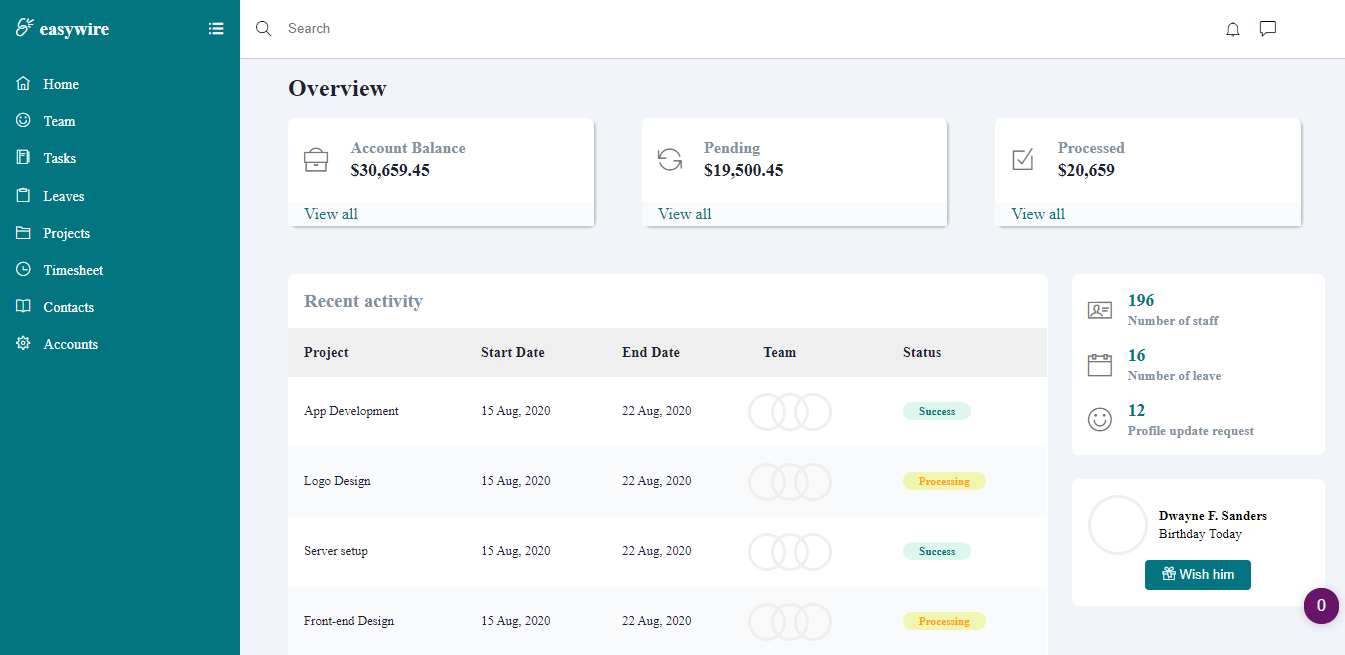 easywire
Search
Home
Team
Tasks
Leaves
Projects
Timesheet
Contacts
Accounts
Overview
Account Balance
$30,659.45
View all
Pending
$19,500.45
View all
Processed
$20,659
View all
Recent activity
Project Start Date End Date Team Status
App Development 15 Aug, 2020 22 Aug, 2020 Success
Logo Design 15 Aug, 2020 22 Aug, 2020 Processing
Server setup 15 Aug, 2020 22 Aug, 2020 Success
Front-end Design 15 Aug, 2020 22 Aug, 2020 Processing
196
Number of staff
16
Number of leave
12
Profile update request
Dwayne F. Sanders
Birthday Today
Wish him
0